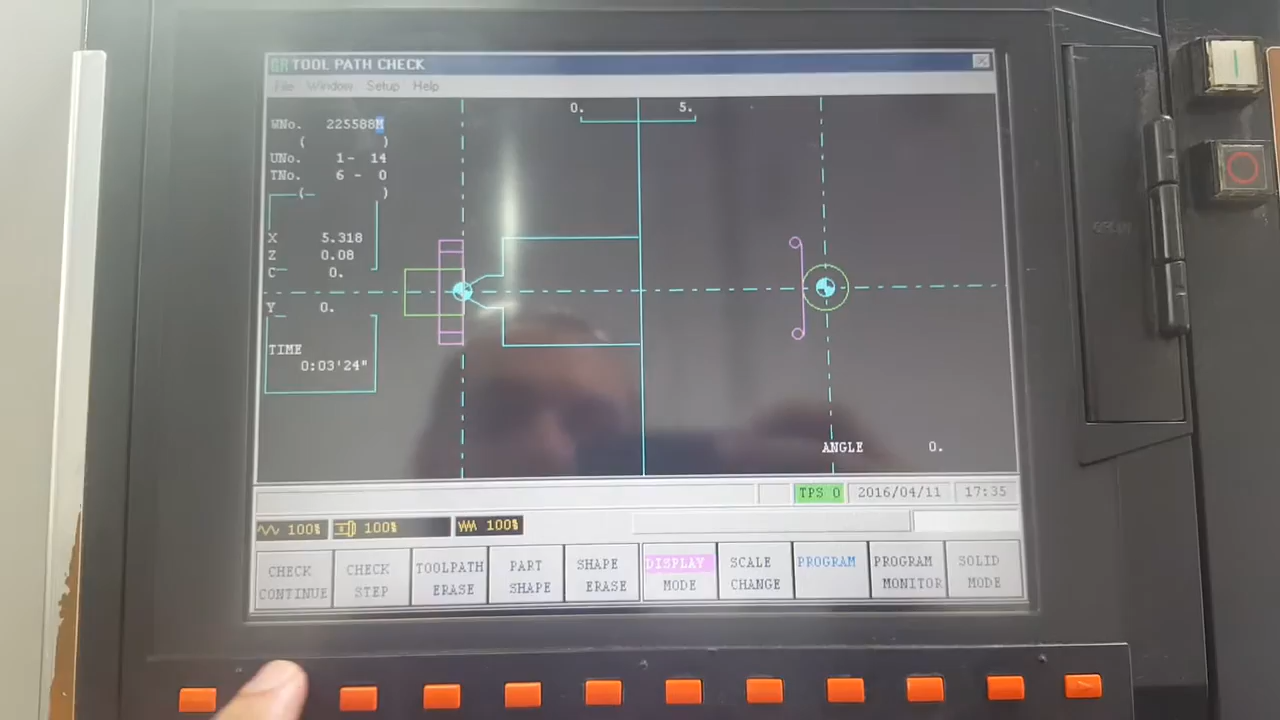 GR TOOL PATH CHECK
File Window Setup Help
0. 5.
WNo. 225588M
( )
UNo. 1- 14
TNo. 6 - 0
( )
X 5.318
Z 0.08
C 0.
Y 0.
TIME
0:03'24"
ANGLE 0.
TPS 0 2016/04/11 17:35
100% 100% 100%
CHECK CONTINUE
CHECK STEP
TOOLPATH ERASE
PART SHAPE
SHAPE ERASE
DISPLAY MODE
SCALE CHANGE
PROGRAM
PROGRAM MONITOR
SOLID MODE